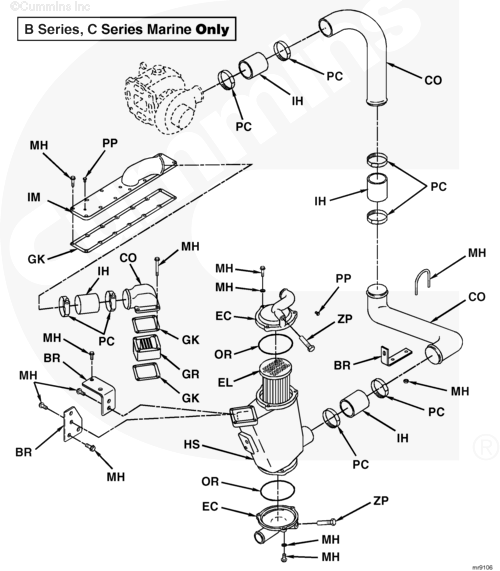 © Cummins Inc
B Series, C Series Marine Only
Cummins
PC
IH
PC
CO
MH
PP
IM
GK
PC
IH
IH
CO
MH
MH
CO
PC
MH
BR
GK
GR
GK
MH
MH
EC
PP
ZP
OR
EL
BR
MH
BR
MH
HS
PC
IH
PC
OR
EC
ZP
MH
MH
®
mr9106